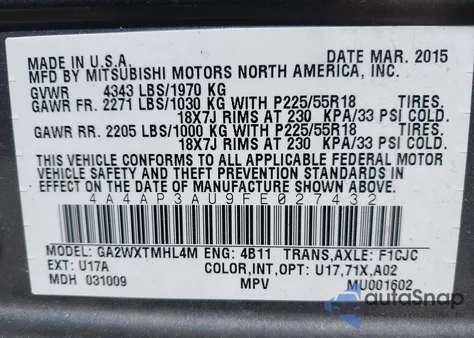 MADE IN U.S.A. DATE MAR. 2015
MFD BY MITSUBISHI MOTORS NORTH AMERICA, INC.
GVWR 4343 LBS/1970 KG
GAWR FR. 2271 LBS/1030 KG WITH P225/55R18 TIRES.
18X7J RIMS AT 230 KPA/33 PSI COLD.
GAWR RR. 2205 LBS/1000 KG WITH P225/55R18 TIRES.
18X7J RIMS AT 230 KPA/33 PSI COLD.
THIS VEHICLE CONFORMS TO ALL APPLICABLE FEDERAL MOTOR
VEHICLE SAFETY, BUMPER, AND THEFT PREVENTION STANDARDS IN
EFFECT ON THE DATE OF MANUFACTURE SHOWN ABOVE.
4A4AP3AU9FE027432
MODEL: GA2WXTMHL4M ENG: 4B11 TRANS,AXLE: F1CJC
EXT: U17A COLOR,INT,OPT: U17,71X,A02
MDH 031009 MPV MU001602
autoSnap
POWERED BY